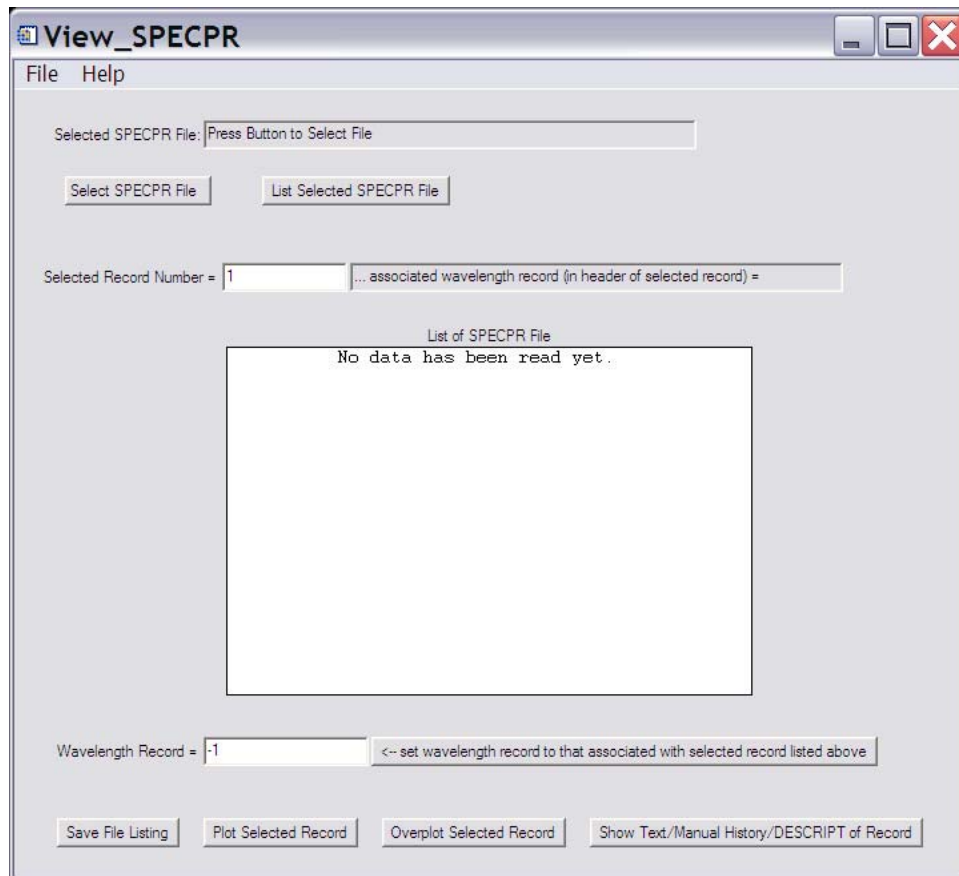 View_SPECPR
File Help
Selected SPECPR File: Press Button to Select File
Select SPECPR File List Selected SPECPR File
Selected Record Number = 1 ... associated wavelength record (in header of selected record) =
List of SPECPR File
No data has been read yet.
Wavelength Record = -1 <-- set wavelength record to that associated with selected record listed above
Save File Listing Plot Selected Record Overplot Selected Record Show Text/Manual History/DESCRIPT of Record